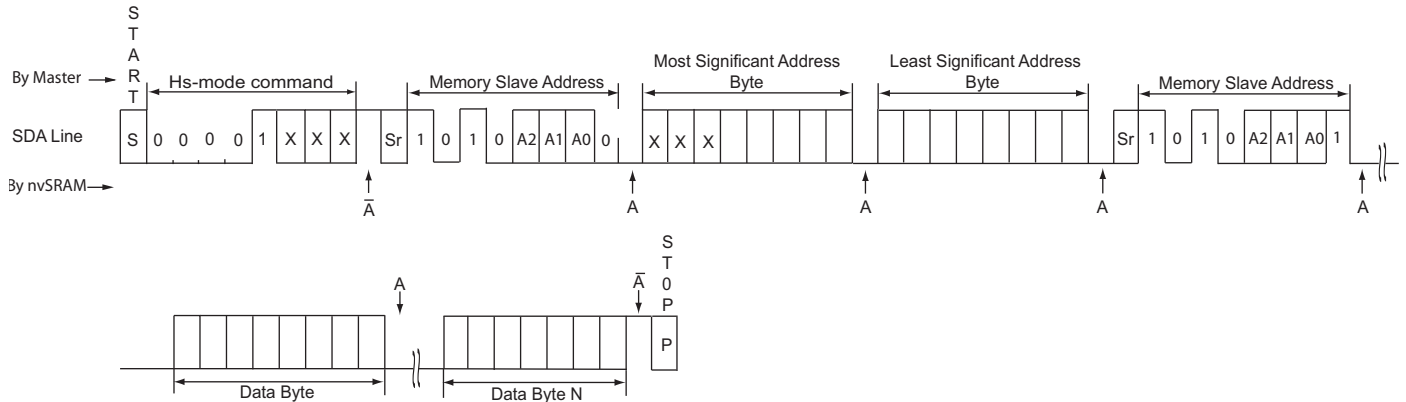 START
By Master
Hs-mode command
Memory Slave Address
Most Significant Address
Byte
Least Significant Address
Byte
Memory Slave Address
SDA Line
S 0 0 0 0 1 X X X Sr 1 0 1 0 A2 A1 A0 0 X X X Sr 1 0 1 0 A2 A1 A0 1
By nvSRAM
A̅ A A A A
STOP
A A̅
P
Data Byte
Data Byte N